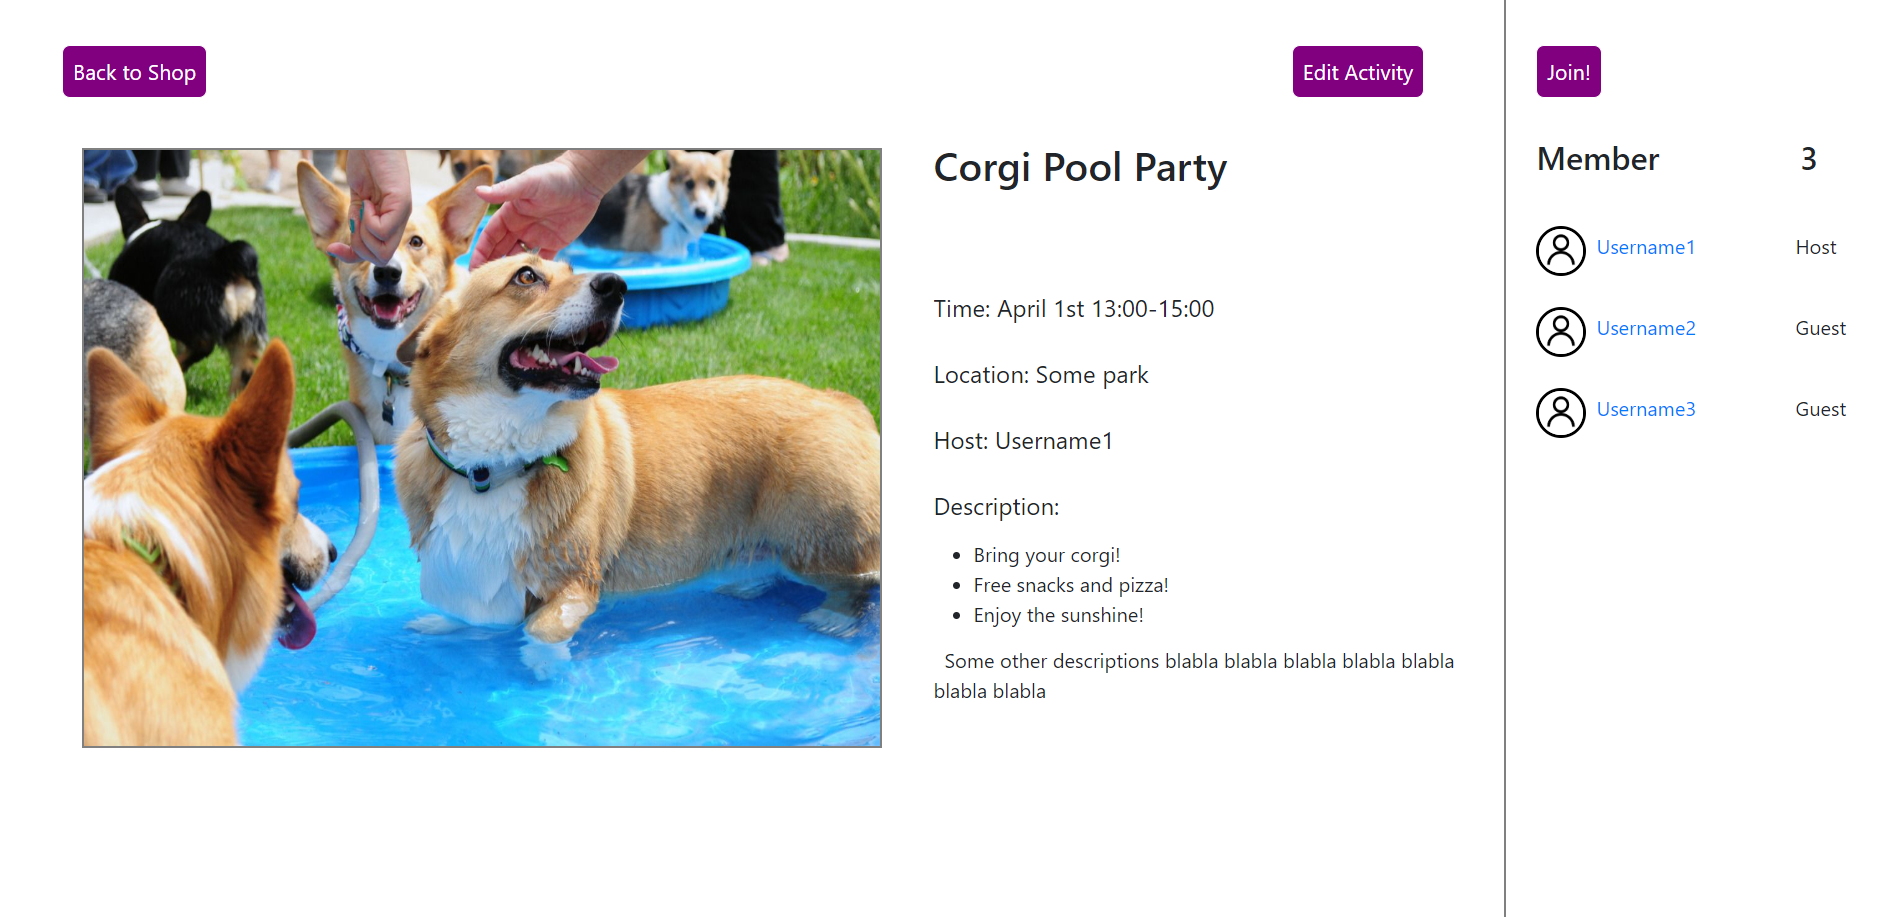 Back to Shop
Edit Activity
Join!
Corgi Pool Party
Time: April 1st 13:00-15:00
Location: Some park
Host: Username1
Description:
Bring your corgi!
Free snacks and pizza!
Enjoy the sunshine!
Some other descriptions blabla blabla blabla blabla blabla
blabla blabla
Member 3
Username1 Host
Username2 Guest
Username3 Guest